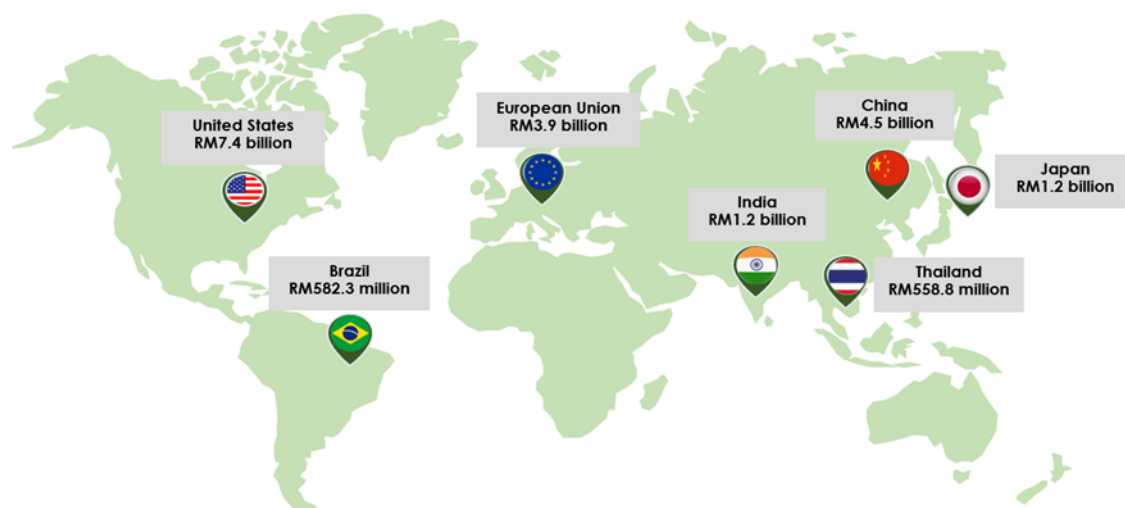 United States
RM7.4 billion
European Union
RM3.9 billion
China
RM4.5 billion
Japan
RM1.2 billion
India
RM1.2 billion
Brazil
RM582.3 million
Thailand
RM558.8 million